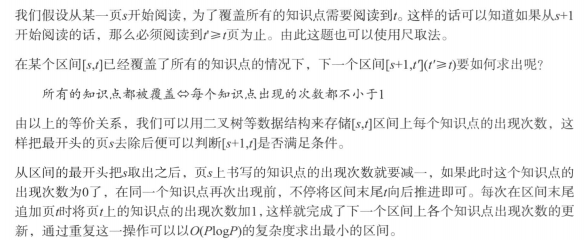 我们假设从某一页s开始阅读，为了覆盖所有的知识点需要阅读到t。这样的话可以知道如果从s+1
开始阅读的话，那么必须阅读到t'≥t页为止。由此这题也可以使用尺取法。
在某个区间[s,t]已经覆盖了所有的知识点的情况下，下一个区间[s+1,t'](t'≥t)要如何求出呢？
所有的知识点都被覆盖⇔每个知识点出现的次数都不小于1
由以上的等价关系，我们可以用二叉树等数据结构来存储[s,t]区间上每个知识点的出现次数，这
样把最开头的页s去除后便可以判断[s+1,t]是否满足条件。
从区间的最开头把s取出之后，页s上书写的知识点的出现次数就要减一，如果此时这个知识点的
出现次数为0了，在同一个知识点再次出现前，不停将区间末尾t向后推进即可。每次在区间末尾
追加页t时将页t上的知识点的出现次数加1，这样就完成了下一个区间上各个知识点出现次数的更
新，通过重复这一操作可以以O(PlogP)的复杂度求出最小的区间。